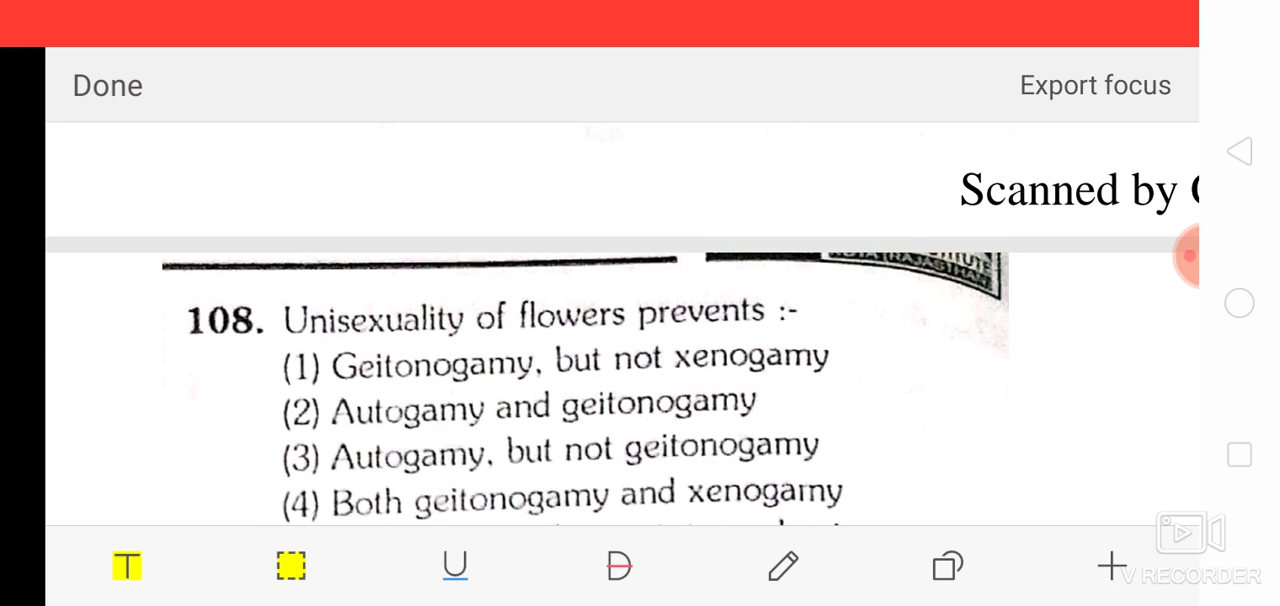 Done
Export focus
Scanned by
108. Unisexuality of flowers prevents :-
(1) Geitonogamy, but not xenogamy
(2) Autogamy and geitonogamy
(3) Autogamy, but not geitonogamy
(4) Both geitonogamy and xenogamy
T
U
D
V RECORDER